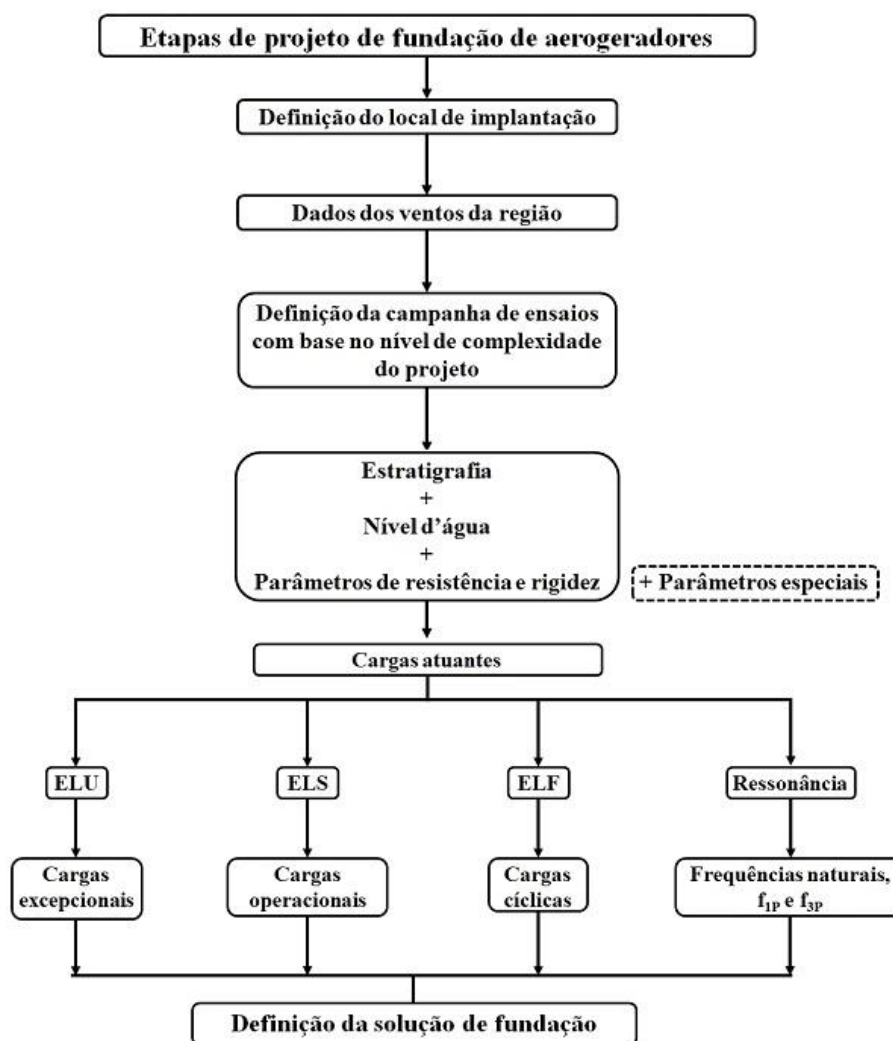 Etapas de projeto de fundação de aerogeradores
Definição do local de implantação
Dados dos ventos da região
Definição da campanha de ensaios
com base no nível de complexidade
do projeto
Estratigrafia
+
Nível d'água
+
Parâmetros de resistência e rigidez
+ Parâmetros especiais
Cargas atuantes
ELU
ELS
ELF
Ressonância
Cargas
excepcionais
Cargas
operacionais
Cargas
cíclicas
Frequências naturais,
f1P e f3P
Definição da solução de fundação